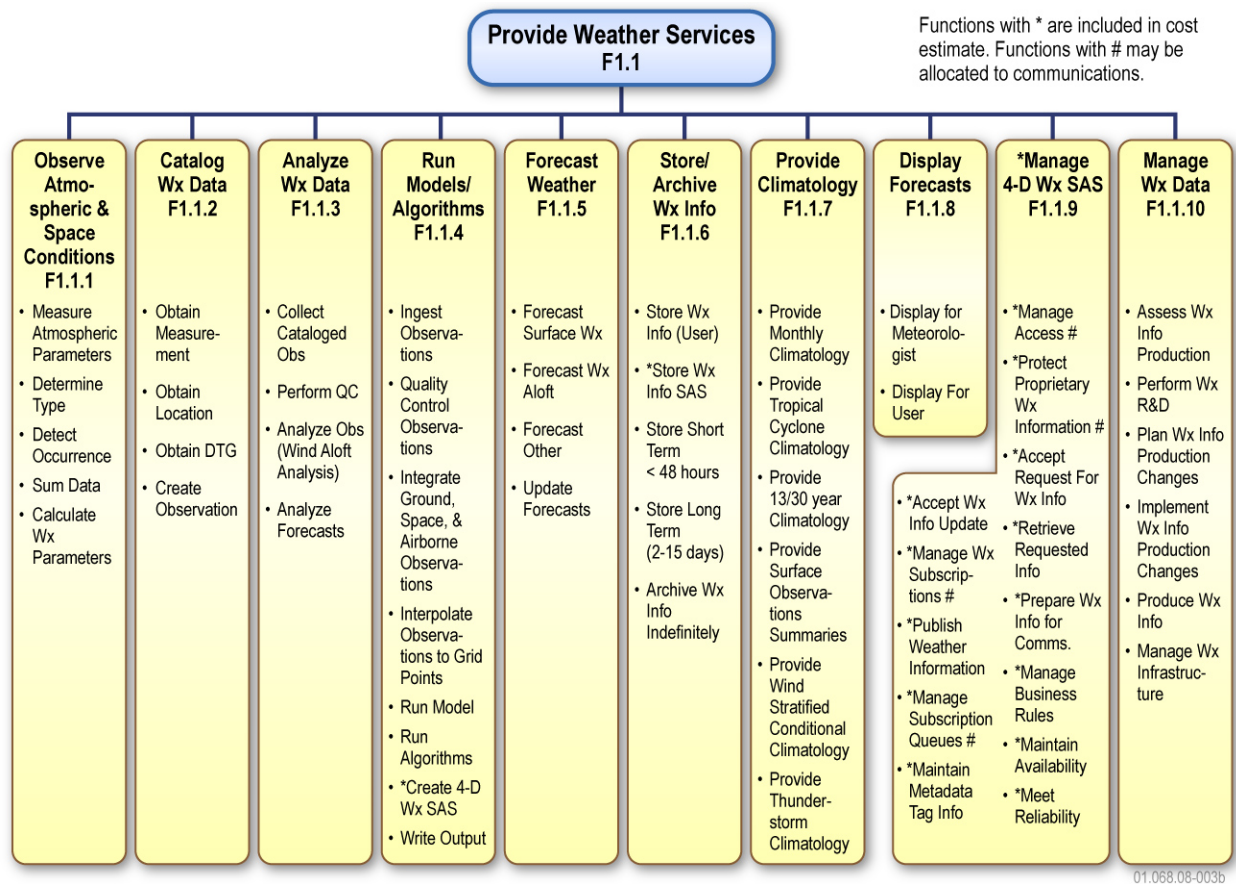 Provide Weather Services
F1.1
Functions with * are included in cost
estimate. Functions with # may be
allocated to communications.
Observe
Atmo-
spheric &
Space
Conditions
F1.1.1
• Measure
Atmospheric
Parameters
• Determine
Type
• Detect
Occurrence
• Sum Data
• Calculate
Wx
Parameters
Catalog
Wx Data
F1.1.2
• Obtain
Measure-
ment
• Obtain
Location
• Obtain DTG
• Create
Observation
Analyze
Wx Data
F1.1.3
• Collect
Cataloged
Obs
• Perform QC
• Analyze Obs
(Wind Aloft
Analysis)
• Analyze
Forecasts
Run
Models/
Algorithms
F1.1.4
• Ingest
Observa-
tions
• Quality
Control
Observa-
tions
• Integrate
Ground,
Space, &
Airborne
Observa-
tions
• Interpolate
Observa-
tions to Grid
Points
• Run Model
• Run
Algorithms
• *Create 4-D
Wx SAS
• Write Output
Forecast
Weather
F1.1.5
• Forecast
Surface Wx
• Forecast Wx
Aloft
• Forecast
Other
• Update
Forecasts
Store/
Archive
Wx Info
F1.1.6
• Store Wx
Info (User)
• *Store Wx
Info SAS
• Store Short
Term
< 48 hours
• Store Long
Term
(2-15 days)
• Archive Wx
Info
Indefinitely
Provide
Climatology
F1.1.7
• Provide
Monthly
Climatology
• Provide
Tropical
Cyclone
Climatology
• Provide
13/30 year
Climatology
• Provide
Surface
Observa-
tions
Summaries
• Provide
Wind
Stratified
Conditional
Climatology
• Provide
Thunder-
storm
Climatology
Display
Forecasts
F1.1.8
• Display for
Meteorolo-
gist
• Display For
User
*Manage
4-D Wx SAS
F1.1.9
• *Manage
Access #
• *Protect
Proprietary
Wx
Information #
• *Accept
Request For
Wx Info
• *Retrieve
Requested
Info
• *Prepare Wx
Info for
Comms.
• *Manage
Business
Rules
• *Maintain
Availability
• *Meet
Reliability
• *Accept Wx
Info Update
• *Manage Wx
Subscrip-
tions #
• *Publish
Weather
Information
• *Manage
Subscription
Queues #
• *Maintain
Metadata
Tag Info
Manage
Wx Data
F1.1.10
• Assess Wx
Info
Production
• Perform Wx
R&D
• Plan Wx Info
Production
Changes
• Implement
Wx Info
Production
Changes
• Produce Wx
Info
• Manage Wx
Infrastruc-
ture
01.068.08-003b